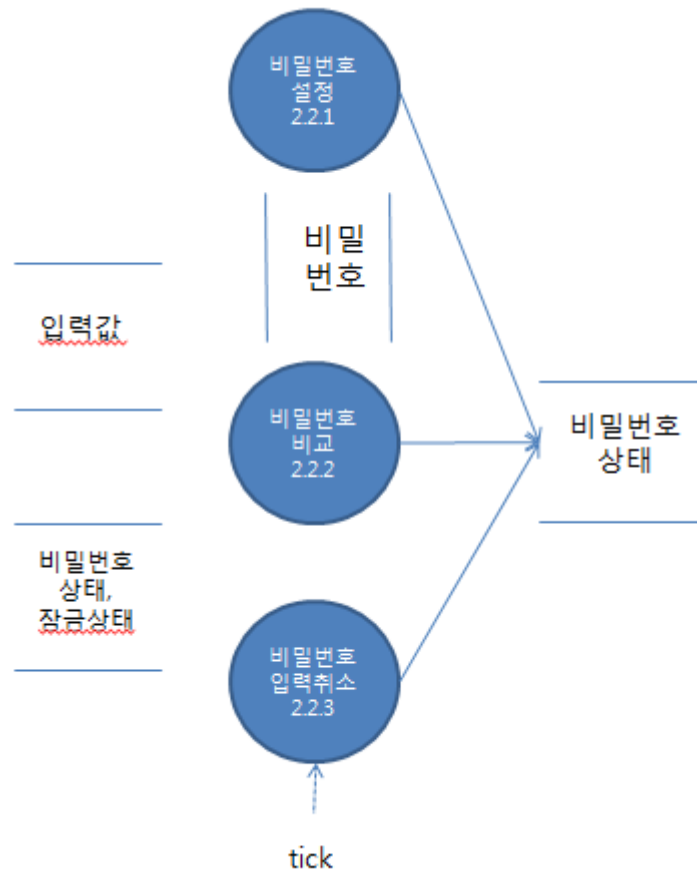 비밀번호
설정
2.2.1
비밀
번호
입력값
비밀번호
비교
2.2.2
비밀번호
상태
비밀번호
상태,
잠금상태
비밀번호
입력취소
2.2.3
tick